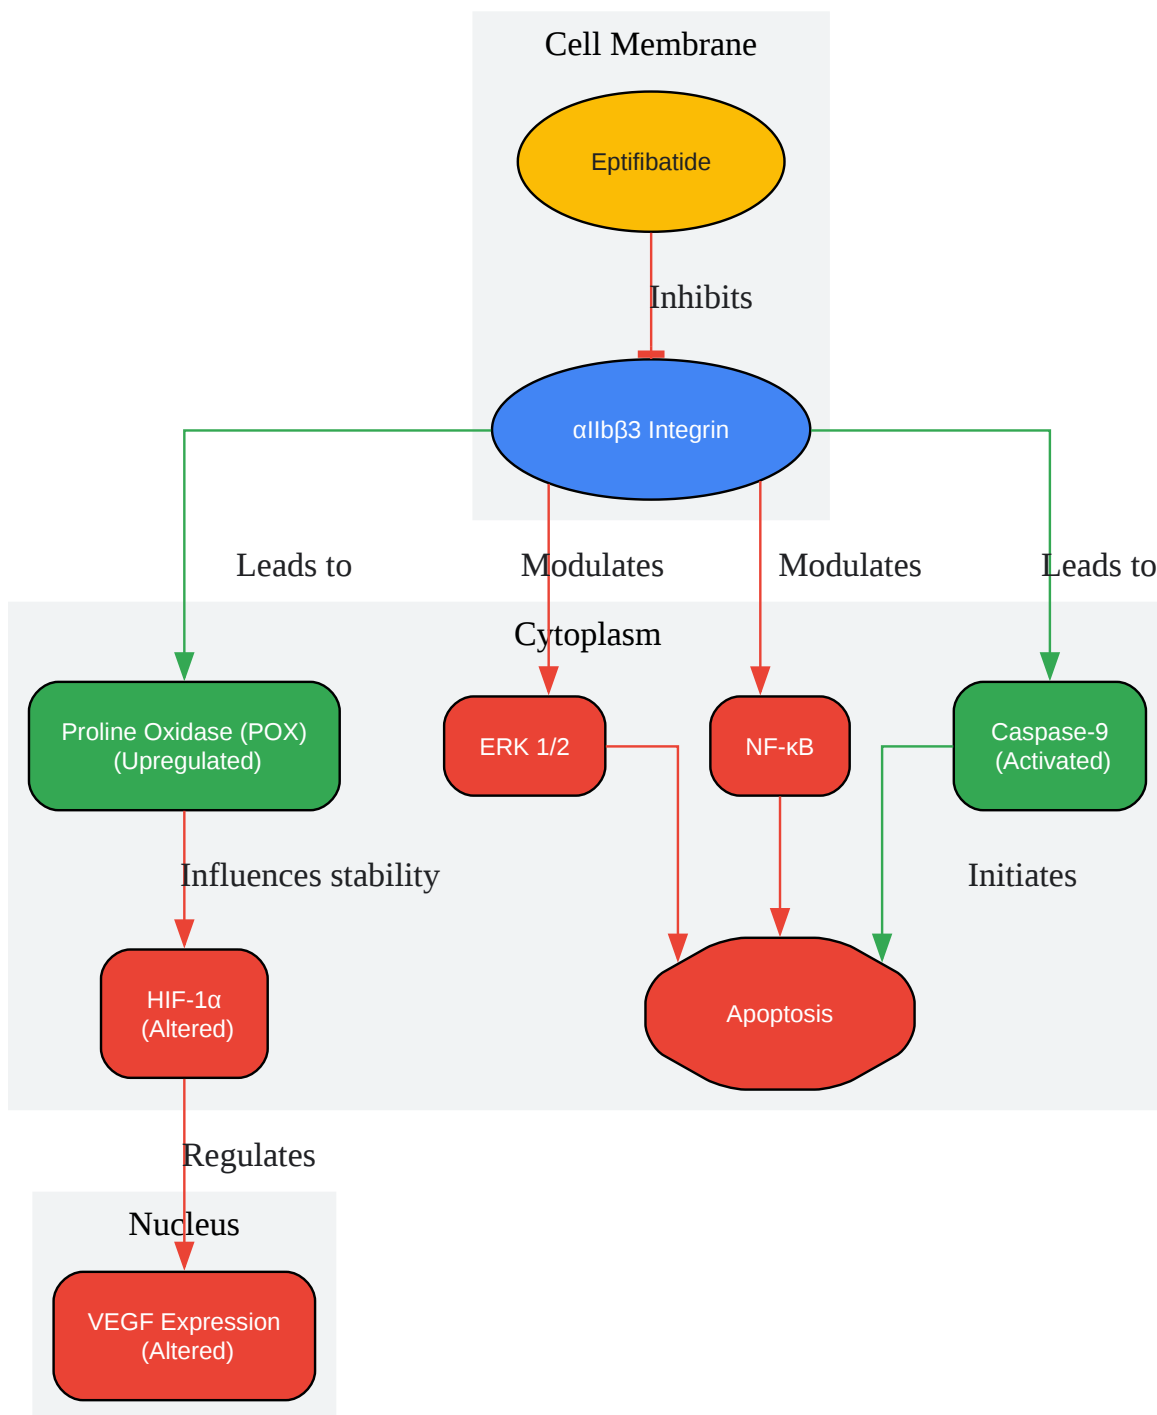 Cell Membrane
Eptifibatide
Inhibits
αIIbβ3 Integrin
Leads to
Modulates
Modulates
Leads to
Cytoplasm
Proline Oxidase (POX)
(Upregulated)
ERK 1/2
NF-κB
Caspase-9
(Activated)
Influences stability
Initiates
HIF-1α
(Altered)
Apoptosis
Regulates
Nucleus
VEGF Expression
(Altered)